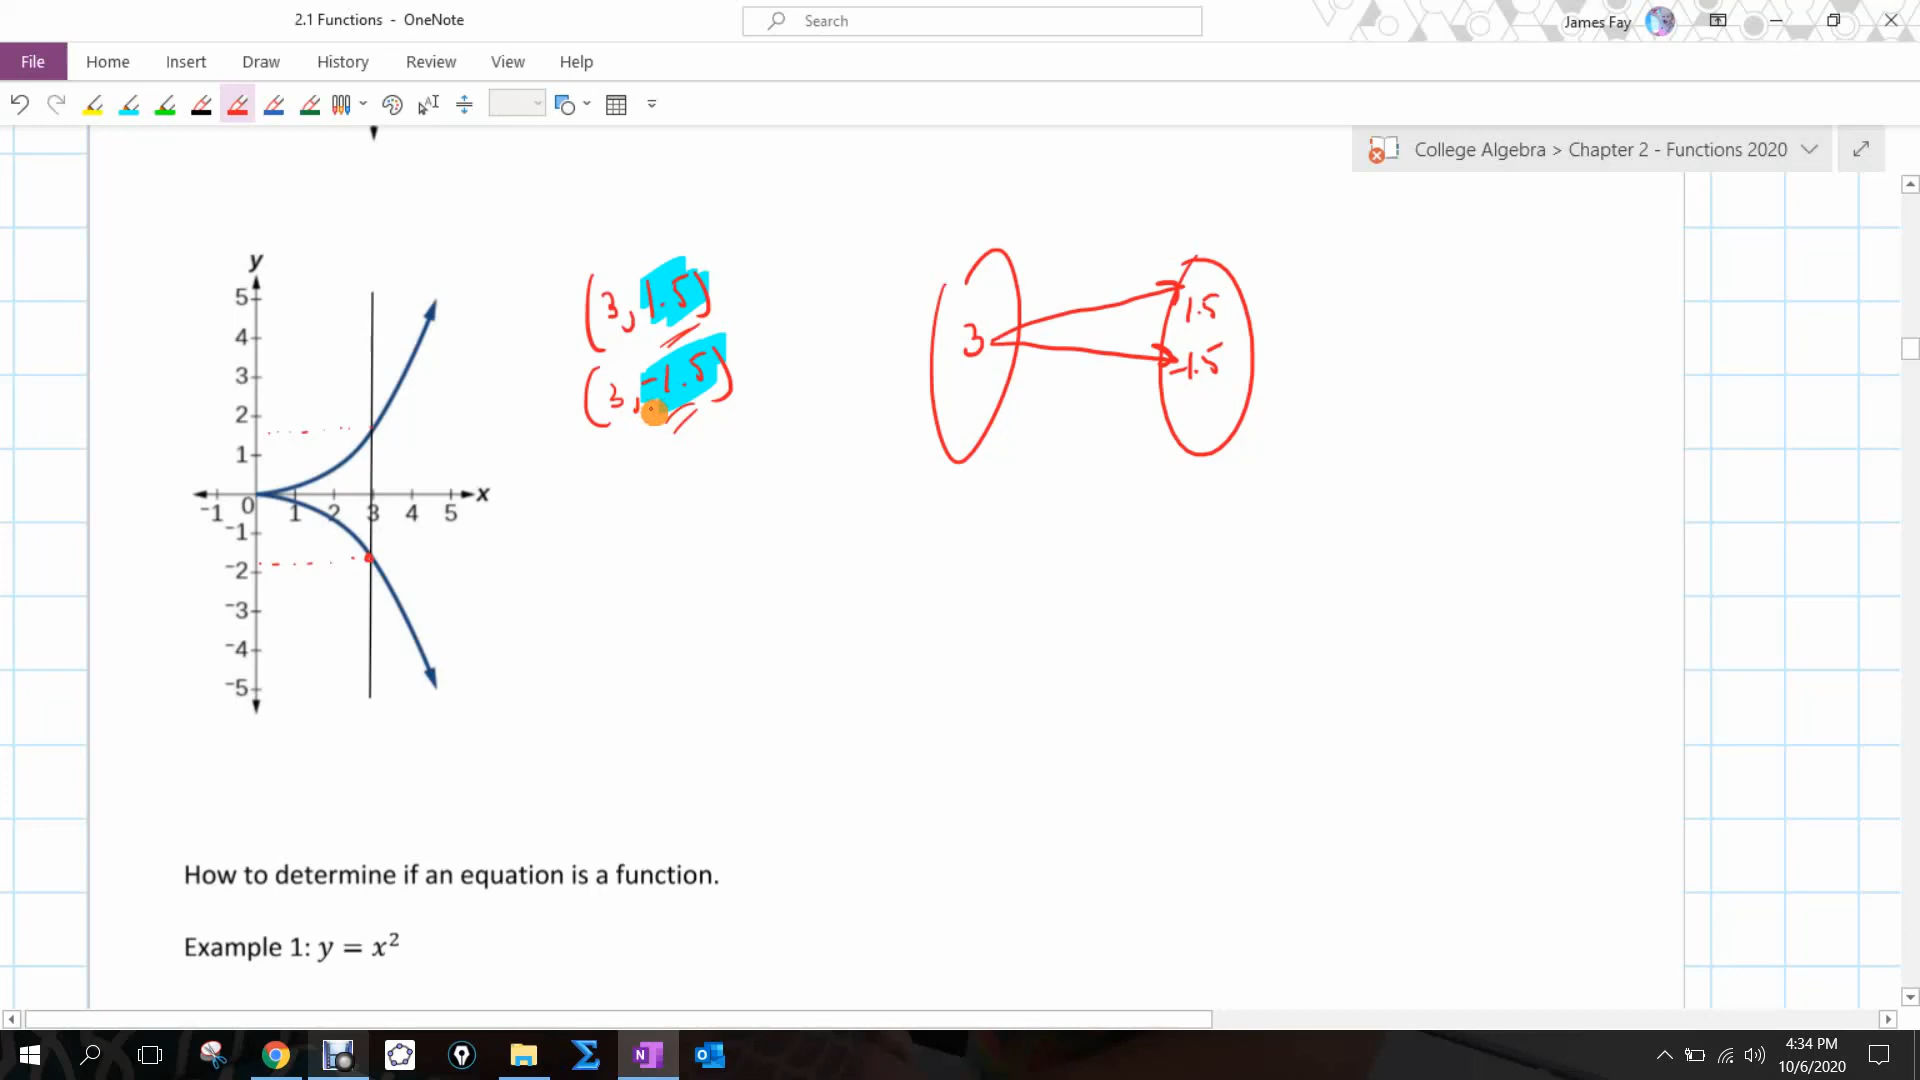 2.1 Functions - OneNote
Search
James Fay
File Home Insert Draw History Review View Help
College Algebra > Chapter 2 - Functions 2020
y
5
4
3
2
1
-1 0 1 2 3 4 5 x
-1
-2
-3
-4
-5
(3, 1.5)
(3, -1.5)
3
1.5
-1.5
How to determine if an equation is a function.
Example 1: y = x²
4:34 PM
10/6/2020